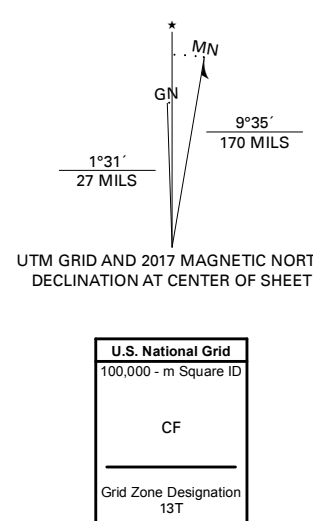 ★
MN
GN
9°35´
170 MILS
1°31´
27 MILS
UTM GRID AND 2017 MAGNETIC NORT
DECLINATION AT CENTER OF SHEET
U.S. National Grid
100,000 - m Square ID
CF
Grid Zone Designation
13T